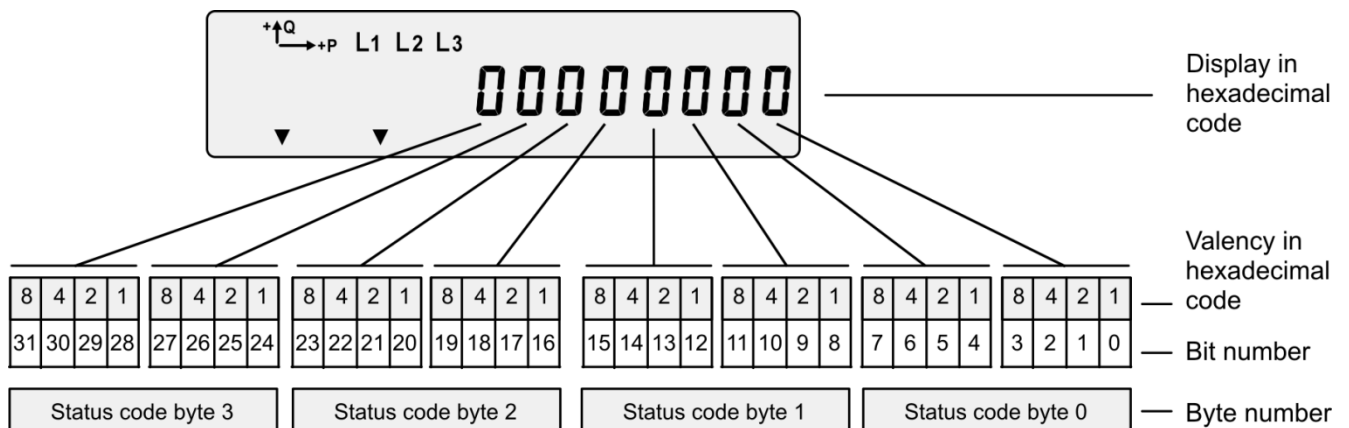 +Q
+P L1 L2 L3
00000000
Display in
hexadecimal
code
Valency in
hexadecimal
code
8 4 2 1 8 4 2 1 8 4 2 1 8 4 2 1 8 4 2 1 8 4 2 1 8 4 2 1 8 4 2 1
31 30 29 28 27 26 25 24 23 22 21 20 19 18 17 16 15 14 13 12 11 10 9 8 7 6 5 4 3 2 1 0
Bit number
Status code byte 3 Status code byte 2 Status code byte 1 Status code byte 0
Byte number